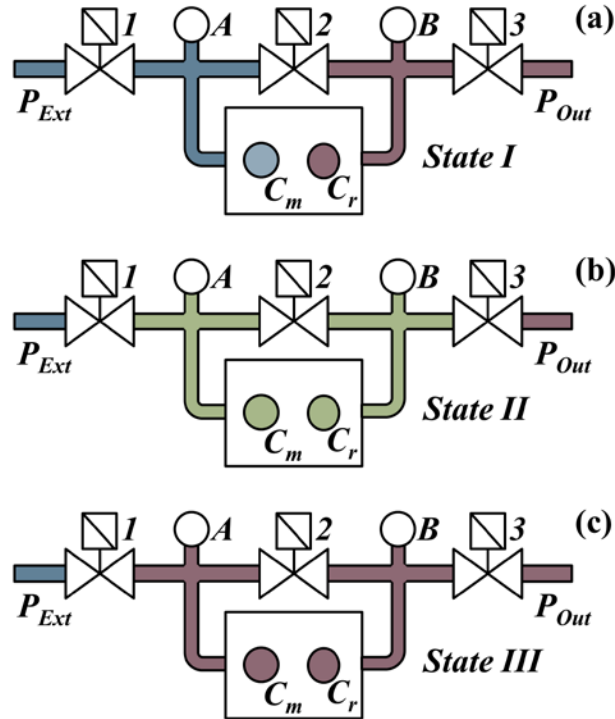 1 A 2 B 3 (a)
P_Ext P_Out
State I
C_m C_r
1 A 2 B 3 (b)
P_Ext P_Out
State II
C_m C_r
1 A 2 B 3 (c)
P_Ext P_Out
State III
C_m C_r